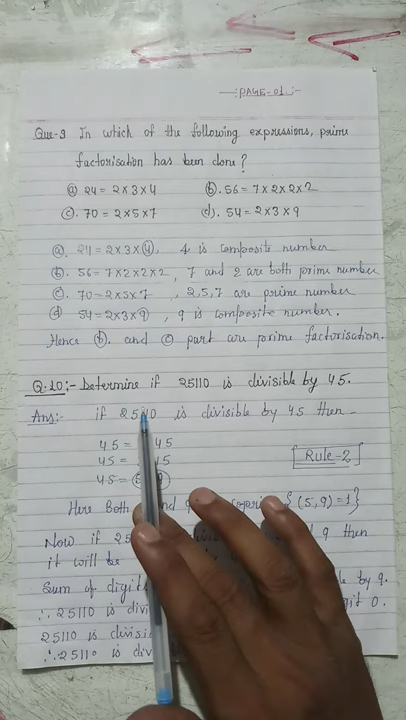 —:PAGE-01:-
Que-9 In which of the following expressions, prime
factorisation has been done?
(a) 24 = 2×3×4 (b). 56 = 7×2×2×2
(c). 70 = 2×5×7 (d). 54 = 2×3×9
(a). 24 = 2×3×(4), 4 is composite number
(b). 56 = 7×2×2×2, 7 and 2 are both prime number
(c). 70 = 2×5×7, 2,5,7 are prime number
(d) 54 = 2×3×9), 9 is composite number.
Hence (b). and (c) part are prime factorisation.
Q.10:- Determine if 25110 is divisible by 45.
Ans:- if 25110 is divisible by 45 then—
45 = 45
45 = 15 [Rule-2]
45 = 9
Here Both {(5,9)=1}
Now if 25 9 then
it will be
Sum of digit by 9.
∴ 25110 is divi git 0.
25110 is divisi
∴ 25110 is div